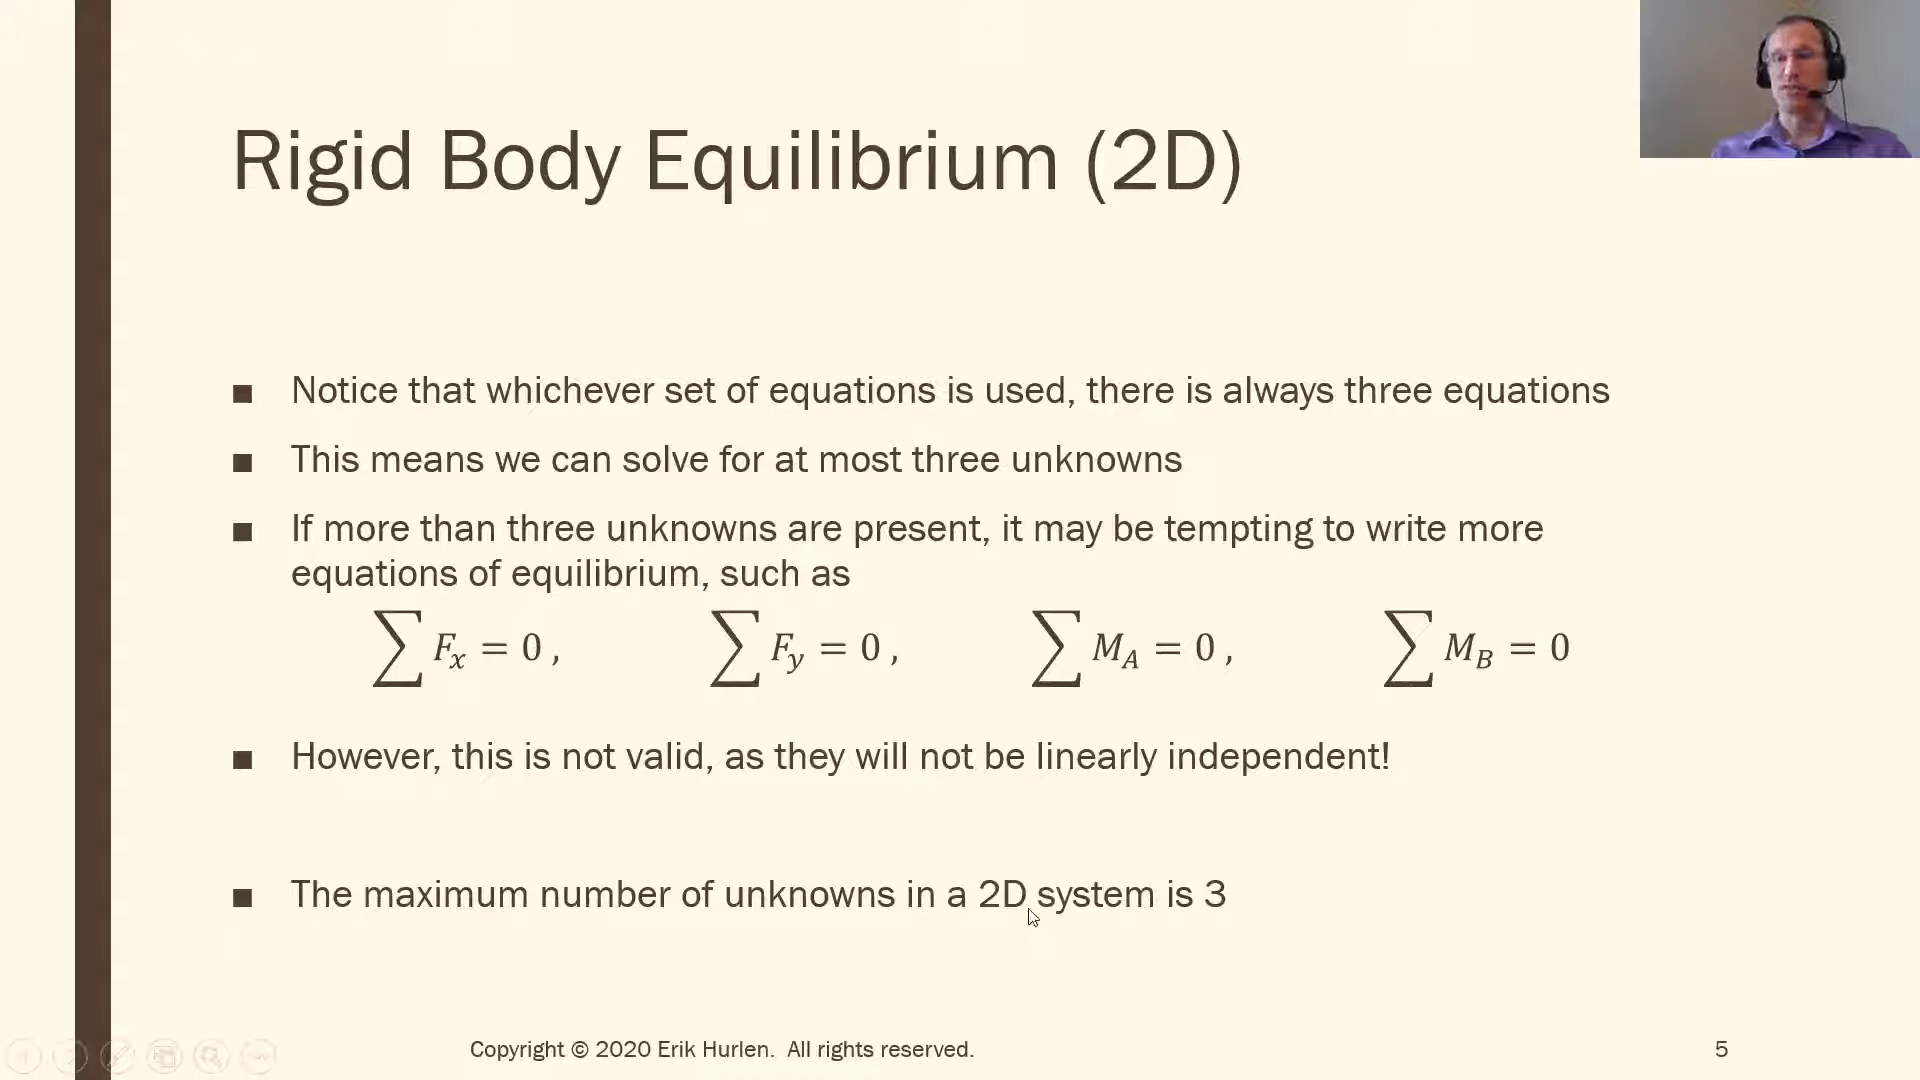 Rigid Body Equilibrium (2D)
■ Notice that whichever set of equations is used, there is always three equations
■ This means we can solve for at most three unknowns
■ If more than three unknowns are present, it may be tempting to write more
equations of equilibrium, such as
∑ F_x = 0 , ∑ F_y = 0 , ∑ M_A = 0 , ∑ M_B = 0
■ However, this is not valid, as they will not be linearly independent!
■ The maximum number of unknowns in a 2D system is 3
Copyright © 2020 Erik Hurlen. All rights reserved. 5